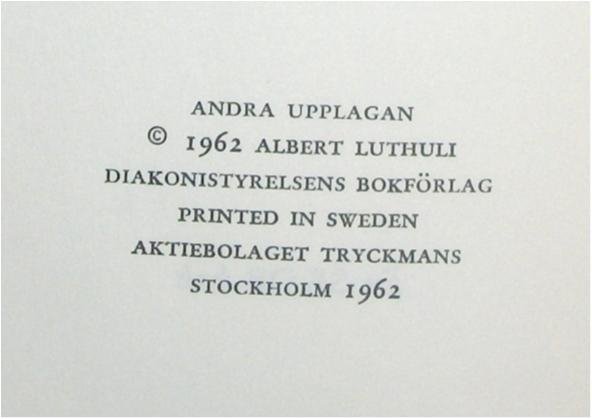 ANDRA UPPLAGAN
© 1962 ALBERT LUTHULI
DIAKONISTYRELSENS BOKFÖRLAG
PRINTED IN SWEDEN
AKTIEBOLAGET TRYCKMANS
STOCKHOLM 1962